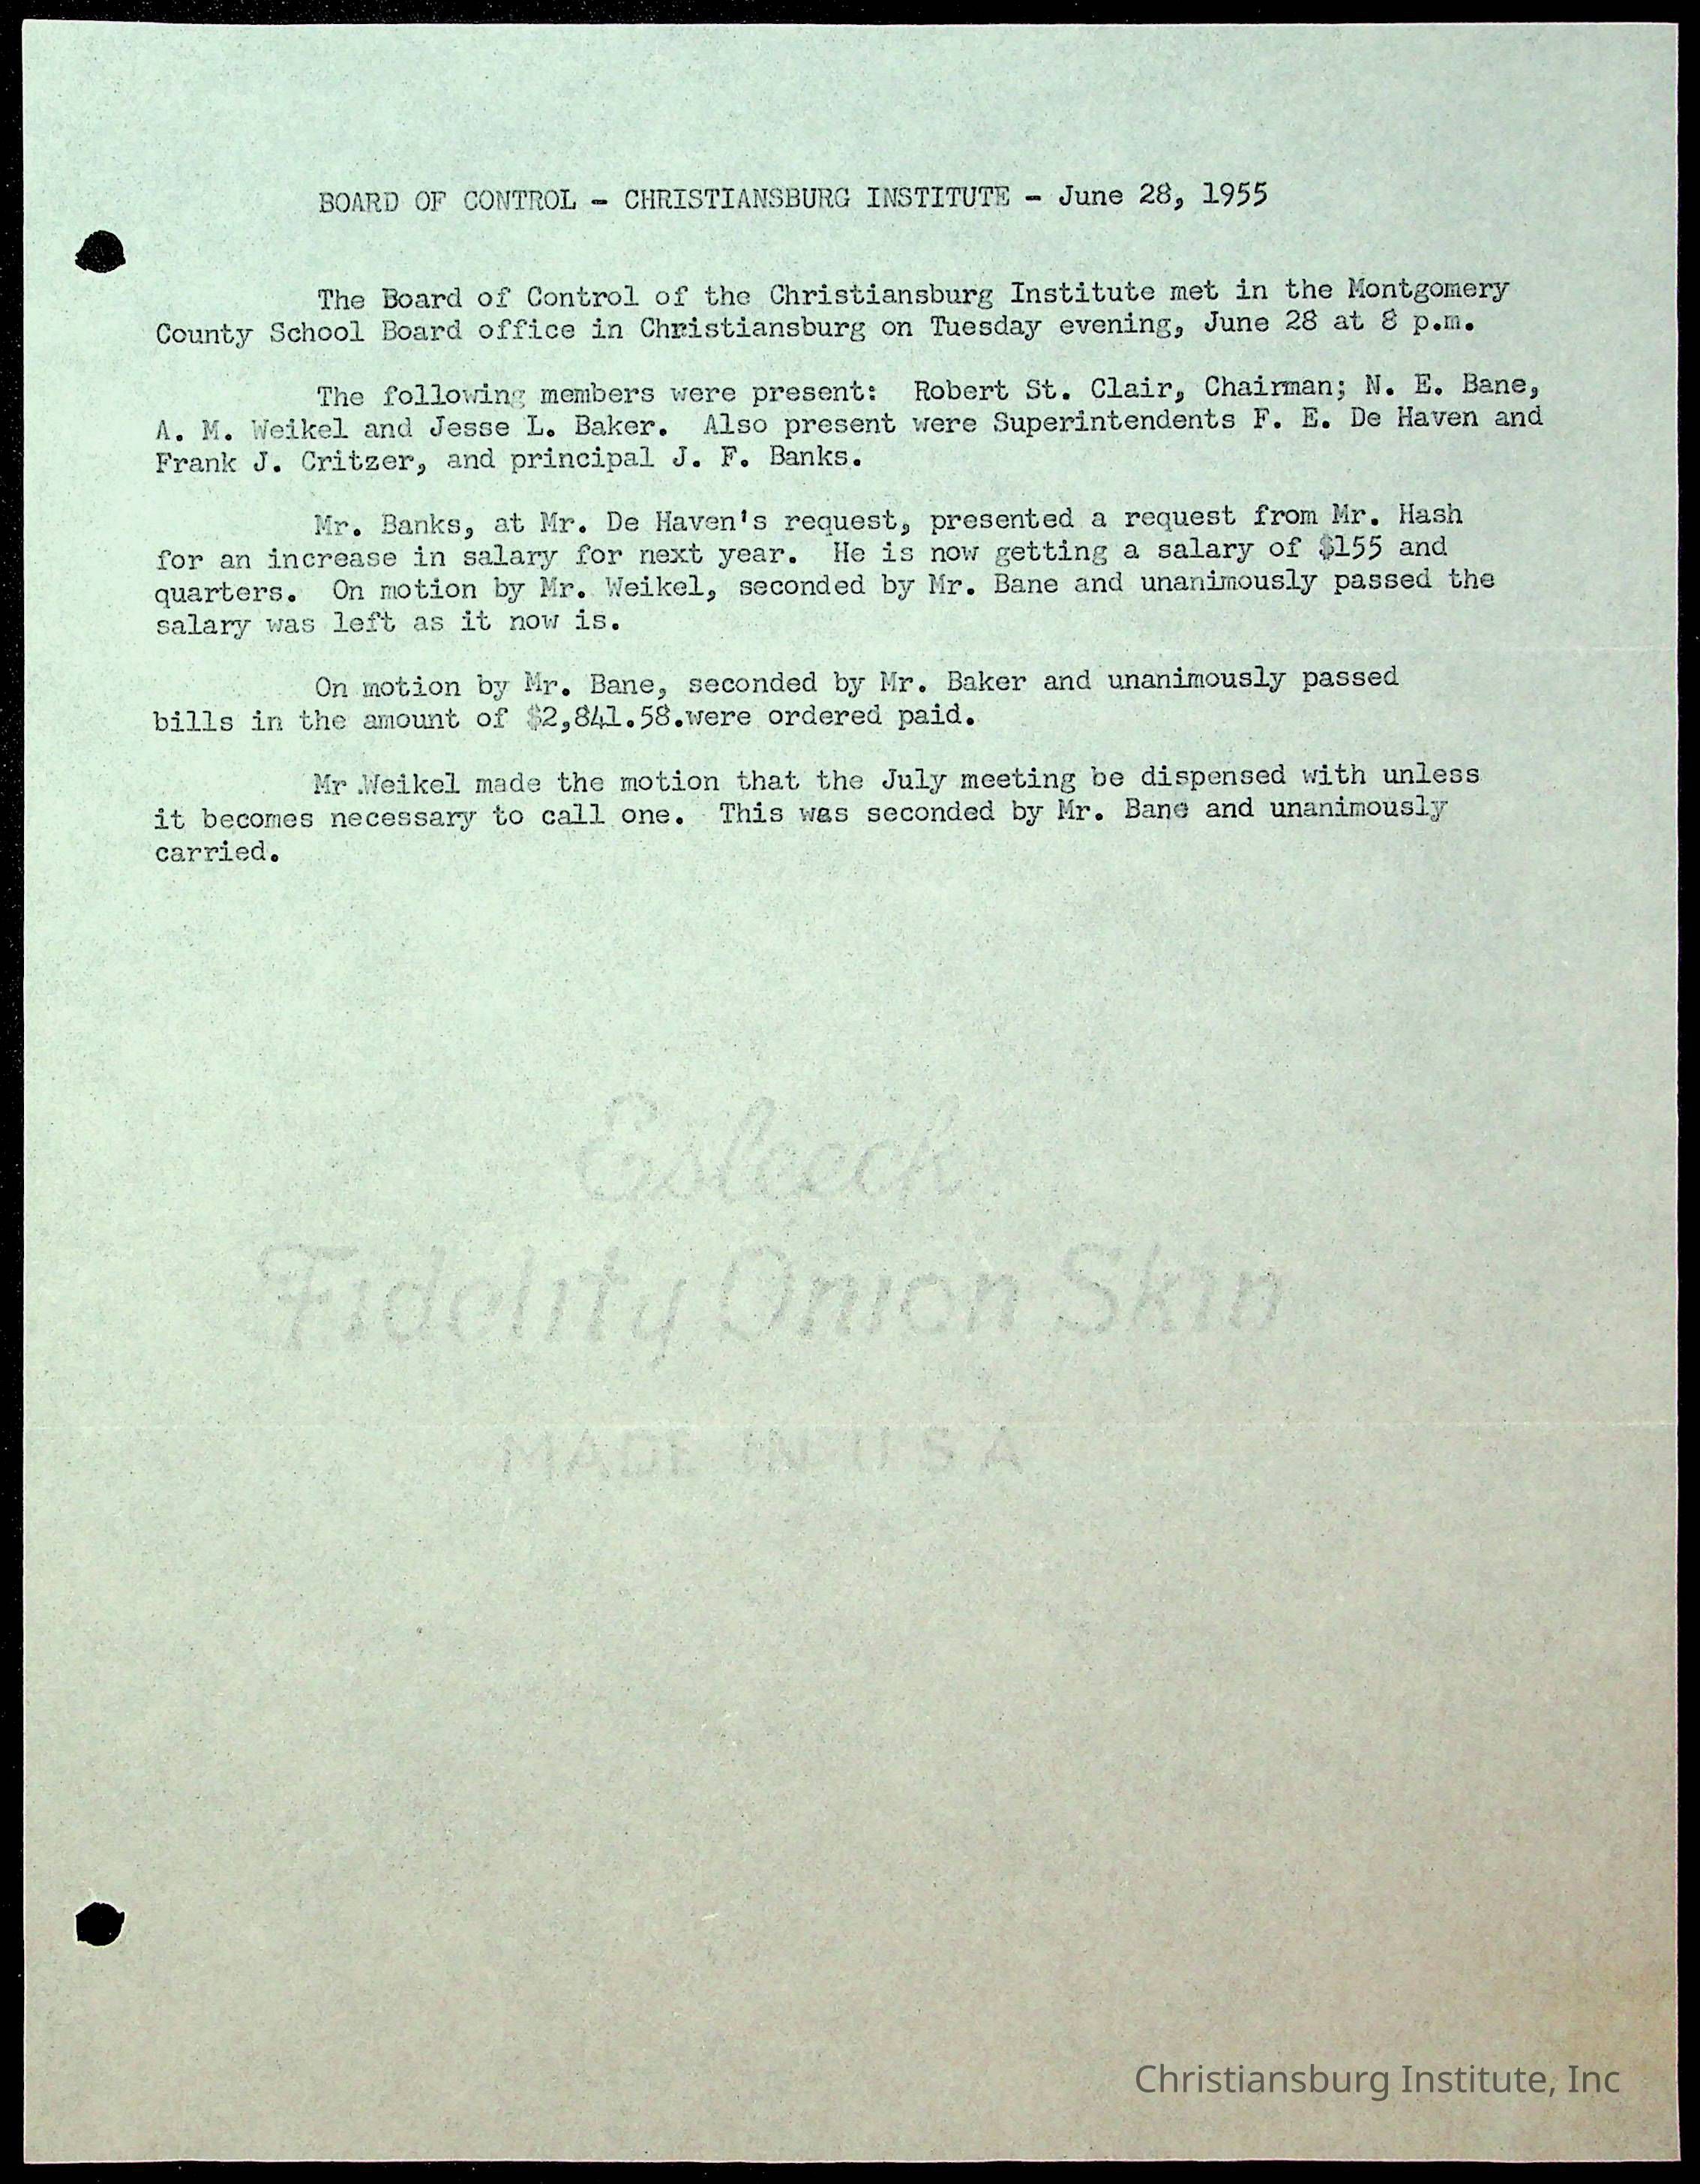 BOARD OF CONTROL - CHRISTIANSBURG INSTITUTE - June 28, 1955
The Board of Control of the Christiansburg Institute met in the Montgomery
County School Board office in Christiansburg on Tuesday evening, June 28 at 8 p.m.
The following members were present: Robert St. Clair, Chairman; N. E. Bane,
A. M. Weikel and Jesse L. Baker. Also present were Superintendents F. E. De Haven and
Frank J. Critzer, and principal J. F. Banks.
Mr. Banks, at Mr. De Haven's request, presented a request from Mr. Hash
for an increase in salary for next year. He is now getting a salary of $155 and
quarters. On motion by Mr. Weikel, seconded by Mr. Bane and unanimously passed the
salary was left as it now is.
On motion by Mr. Bane, seconded by Mr. Baker and unanimously passed
bills in the amount of $2,841.58.were ordered paid.
Mr.Weikel made the motion that the July meeting be dispensed with unless
it becomes necessary to call one. This was seconded by Mr. Bane and unanimously
carried.
Esleeck
Fidelity Onion Skin
MADE IN U S A
Christiansburg Institute, Inc